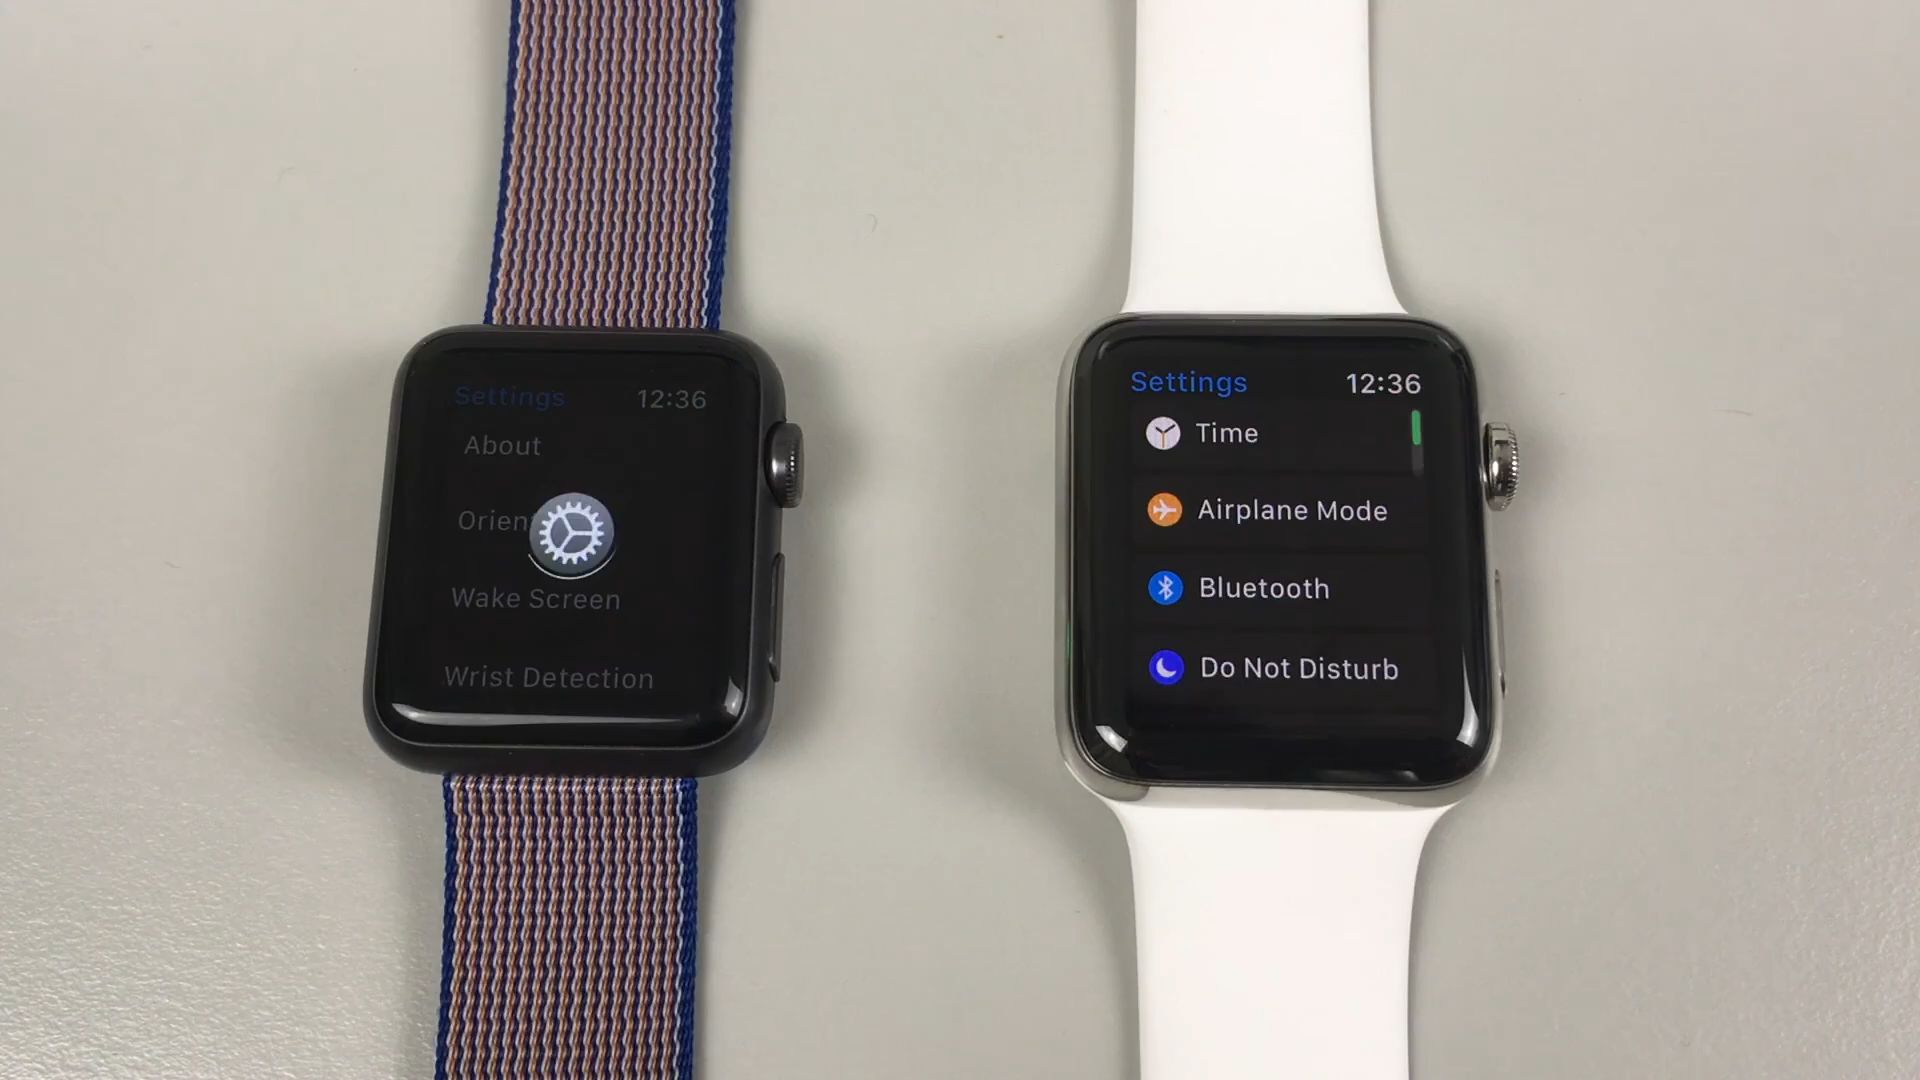 Settings 12:36
About
Orien
Wake Screen
Wrist Detection
Settings 12:36
Time
Airplane Mode
Bluetooth
Do Not Disturb